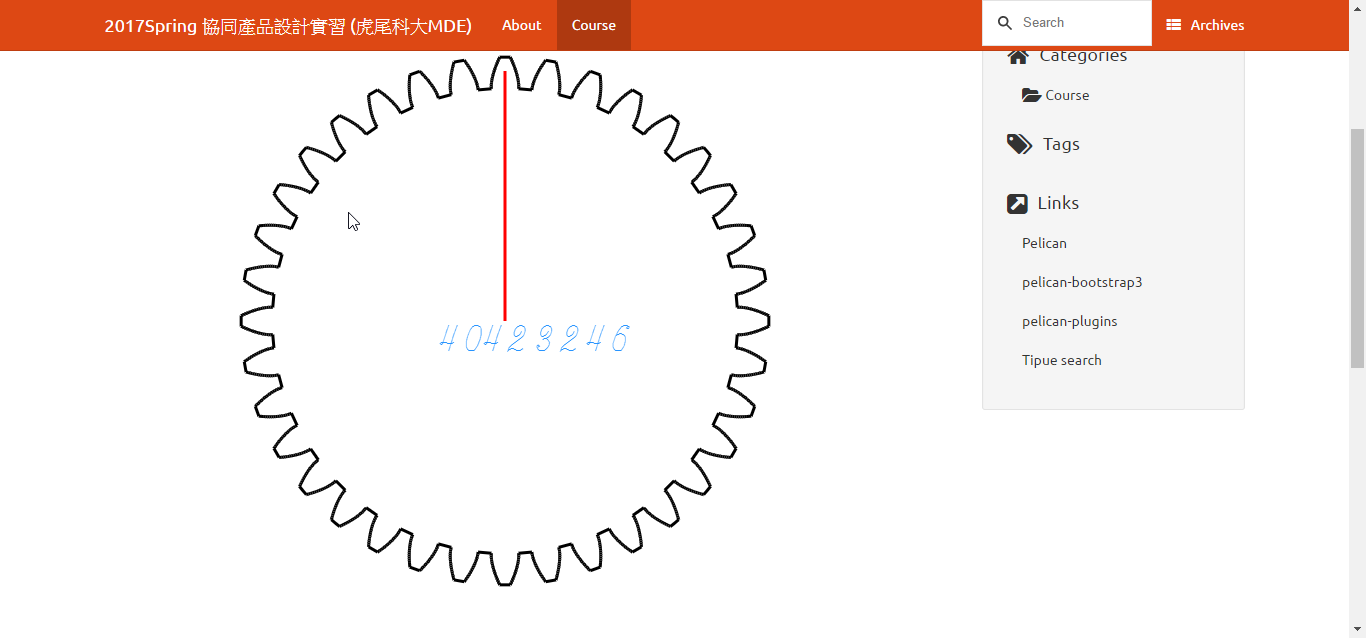 2017Spring 協同產品設計實習 (虎尾科大MDE) About Course Search Archives
Categories
Course
Tags
Links
Pelican
pelican-bootstrap3
pelican-plugins
Tipue search
40423246